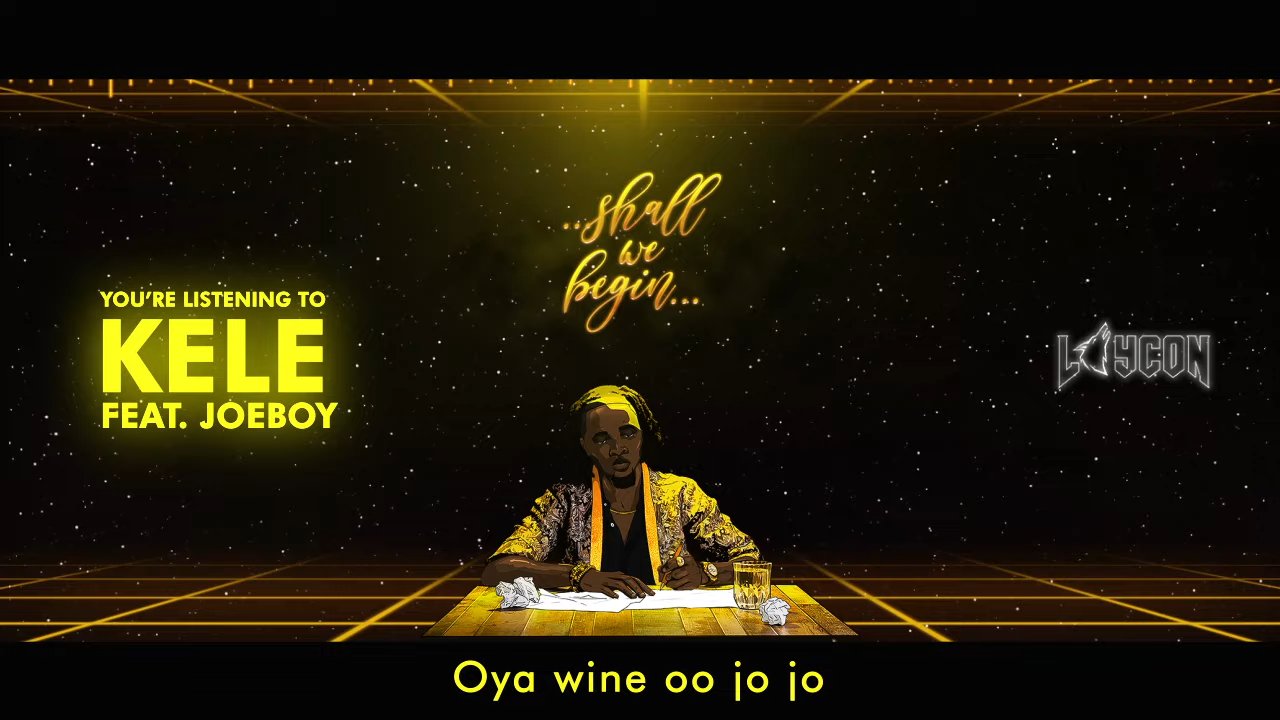 ..shall
we
begin...
YOU'RE LISTENING TO
KELE
FEAT. JOEBOY
LAYCON
Oya wine oo jo jo